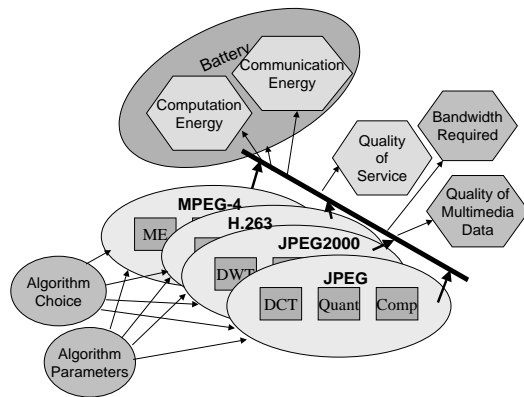 Battery
Communication
Energy
Computation
Energy
Quality
of
Service
Bandwidth
Required
Quality of
Multimedia
Data
MPEG-4
ME
H.263
JPEG2000
DWT
JPEG
DCT
Quant
Comp
Algorithm
Choice
Algorithm
Parameters